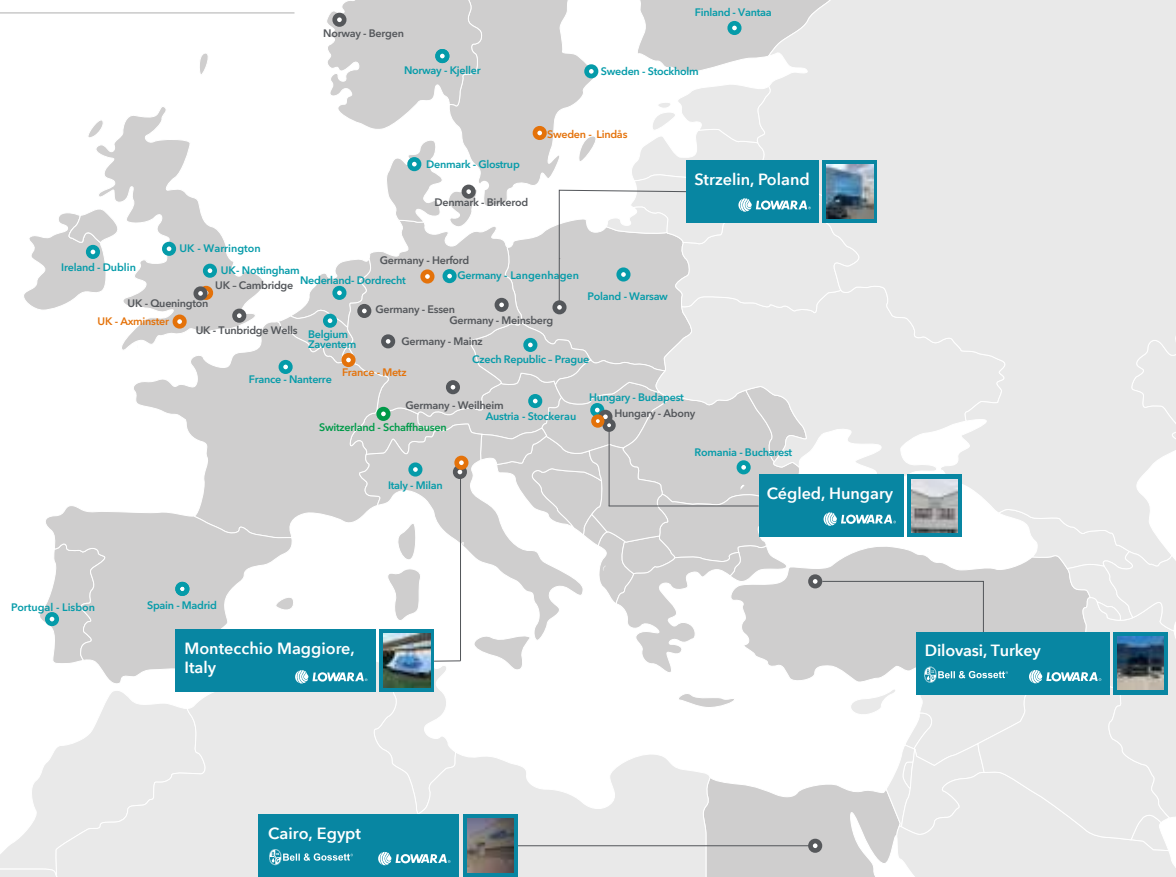 Finland - Vantaa
Norway - Bergen
Norway - Kjeller
Sweden - Stockholm
Sweden - Lindås
Denmark - Glostrup
Strzelin, Poland
LOWARA
Denmark - Birkerod
UK - Warrington
Ireland - Dublin
UK- Nottingham
Germany - Herford
Germany - Langenhagen
Nederland- Dordrecht
UK - Cambridge
UK - Quenington
Poland - Warsaw
Germany - Essen
UK - Axminster
UK - Tunbridge Wells
Germany - Meinsberg
Belgium
Zaventem
Germany - Mainz
Czech Republic - Prague
France - Metz
France - Nanterre
Hungary - Budapest
Germany - Weilheim
Hungary - Abony
Austria - Stockerau
Switzerland - Schaffhausen
Romania - Bucharest
Italy - Milan
Cégled, Hungary
LOWARA
Portugal - Lisbon
Spain - Madrid
Montecchio Maggiore,
Italy
LOWARA
Dilovasi, Turkey
Bell & Gossett
LOWARA
Cairo, Egypt
Bell & Gossett
LOWARA